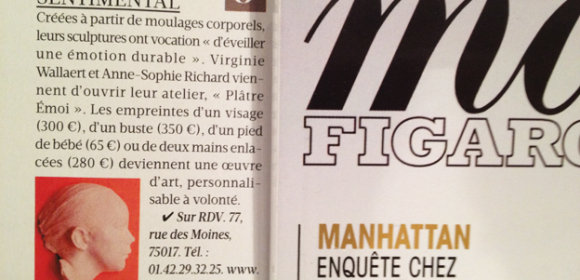 SENTIMENTAL
Créées à partir de moulages corporels,
leurs sculptures ont vocation « d'éveiller
une émotion durable ». Virginie
Wallaert et Anne-Sophie Richard vien-
nent d'ouvrir leur atelier, « Plâtre
Émoi ». Les empreintes d'un visage
(300 €), d'un buste (350 €), d'un pied
de bébé (65 €) ou de deux mains enla-
cées (280 €) deviennent une œuvre
d'art, personnali-
sable à volonté.
✔ Sur RDV. 77,
rue des Moines,
75017. Tél. :
01.42.29.32.25. www.
FIGARO
MANHATTAN
ENQUÊTE CHEZ